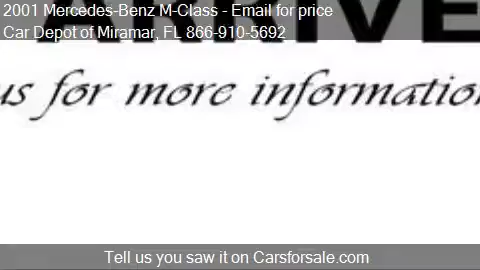 2001 Mercedes-Benz M-Class - Email for price
Car Depot of Miramar, FL 866-910-5692
us for more information
Tell us you saw it on Carsforsale.com